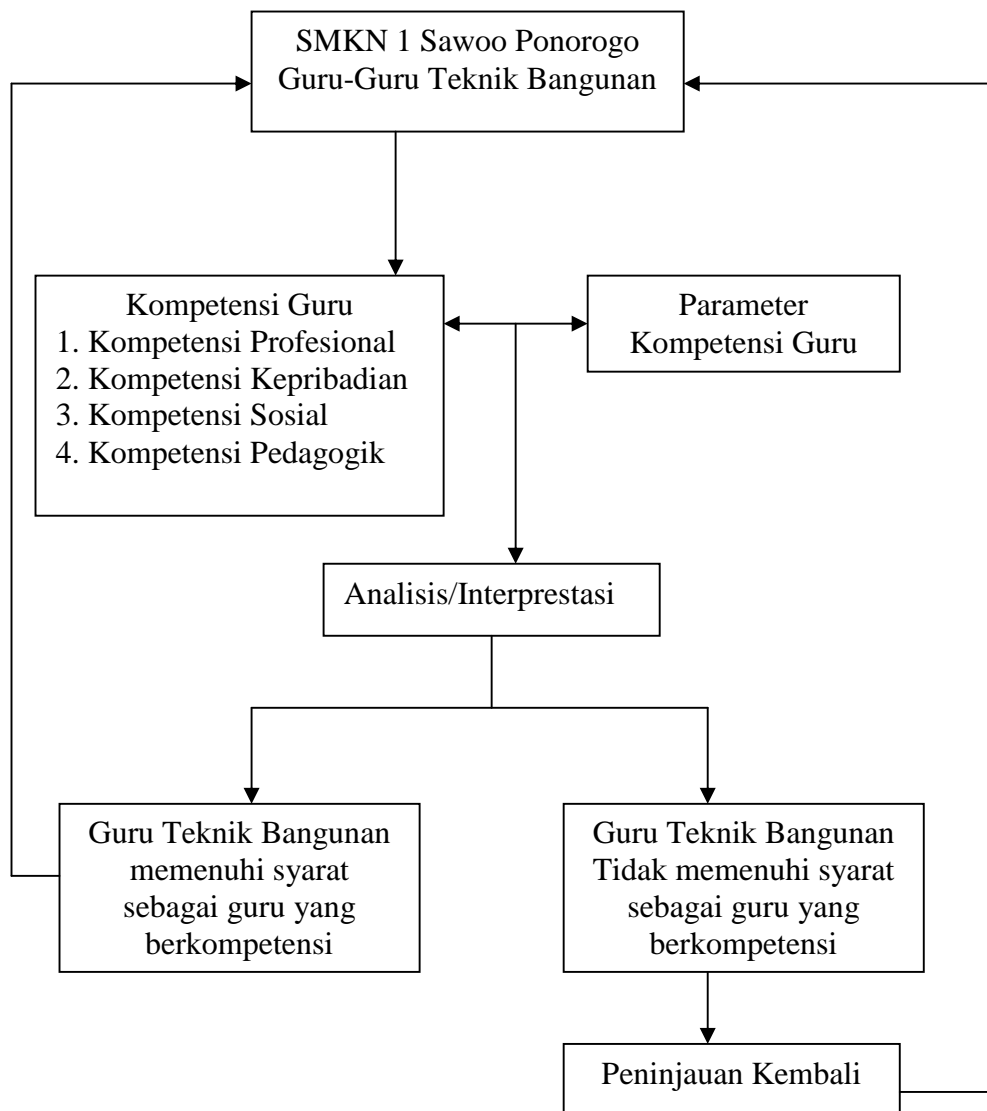 SMKN 1 Sawoo Ponorogo
Guru-Guru Teknik Bangunan
Kompetensi Guru
1. Kompetensi Profesional
2. Kompetensi Kepribadian
3. Kompetensi Sosial
4. Kompetensi Pedagogik
Parameter
Kompetensi Guru
Analisis/Interprestasi
Guru Teknik Bangunan
memenuhi syarat
sebagai guru yang
berkompetensi
Guru Teknik Bangunan
Tidak memenuhi syarat
sebagai guru yang
berkompetensi
Peninjauan Kembali